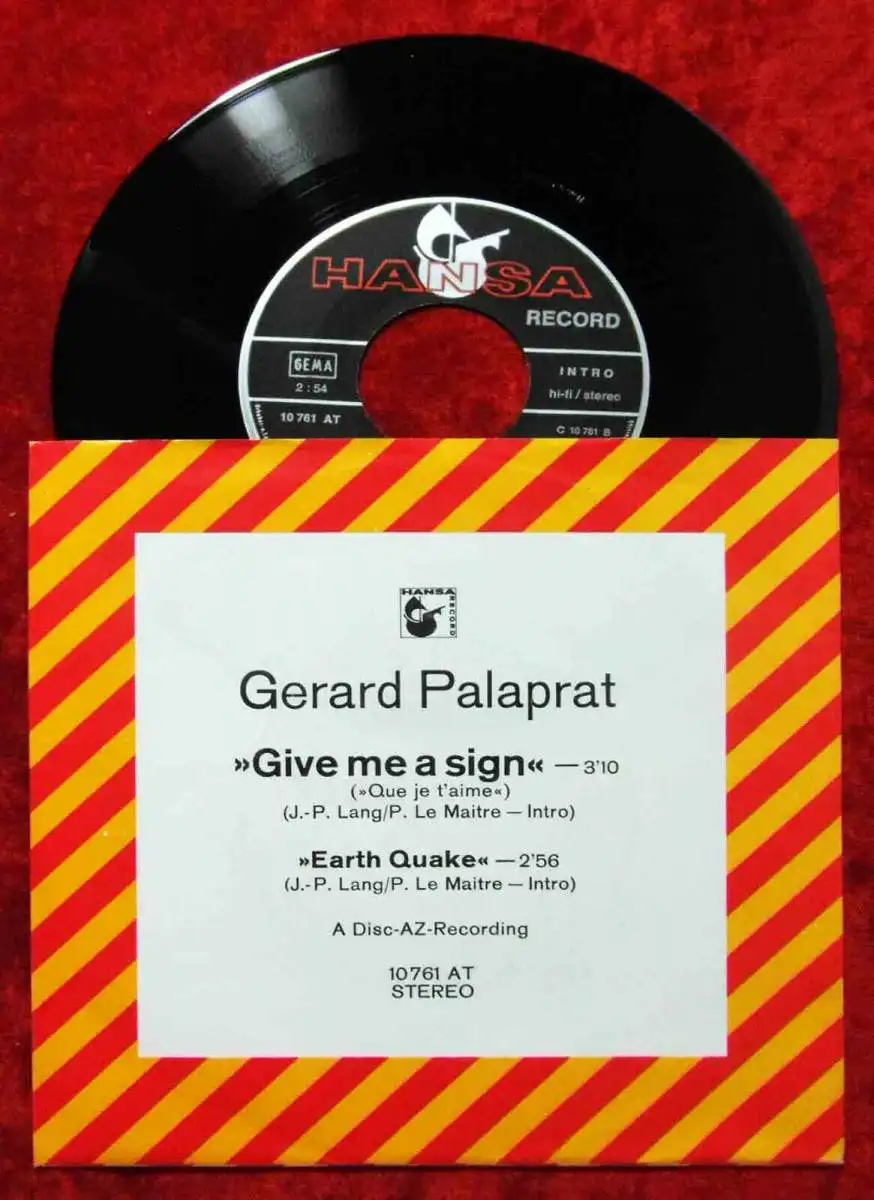 HANSA
RECORD
GEMA
INTRO
2:54
hi-fi / stereo
10 761 AT
C 10 761 B
HANSA
RECORD
Gerard Palaprat
»Give me a sign« — 3'10
(»Que je t'aime«)
(J.-P. Lang/P. Le Maitre — Intro)
»Earth Quake« — 2'56
(J.-P. Lang/P. Le Maitre — Intro)
A Disc-AZ-Recording
10761 AT
STEREO